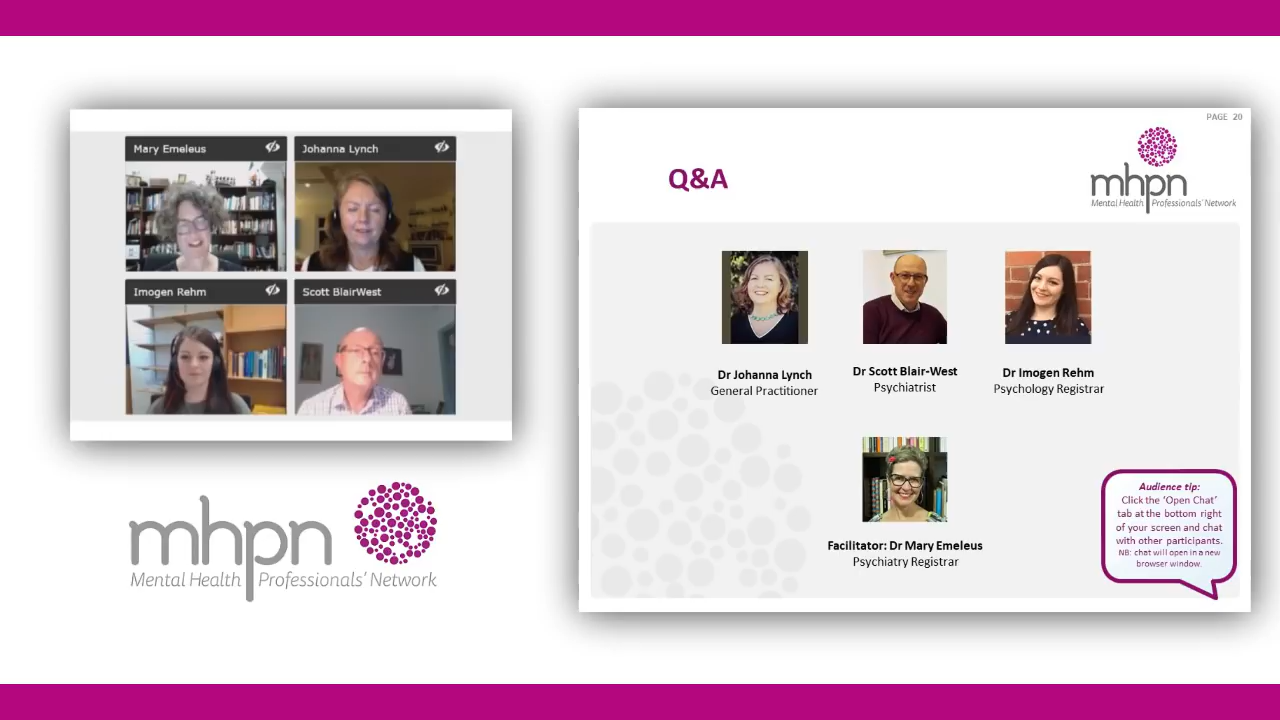 Mary Emeleus
Johanna Lynch
Imogen Rehm
Scott BlairWest
mhpn
Mental Health Professionals' Network
PAGE 20
Q&A
mhpn
Mental Health Professionals' Network
Dr Johanna Lynch
General Practitioner
Dr Scott Blair-West
Psychiatrist
Dr Imogen Rehm
Psychology Registrar
Facilitator: Dr Mary Emeleus
Psychiatry Registrar
Audience tip:
Click the 'Open Chat'
tab at the bottom right
of your screen and chat
with other participants.
NB: chat will open in a new
browser window.